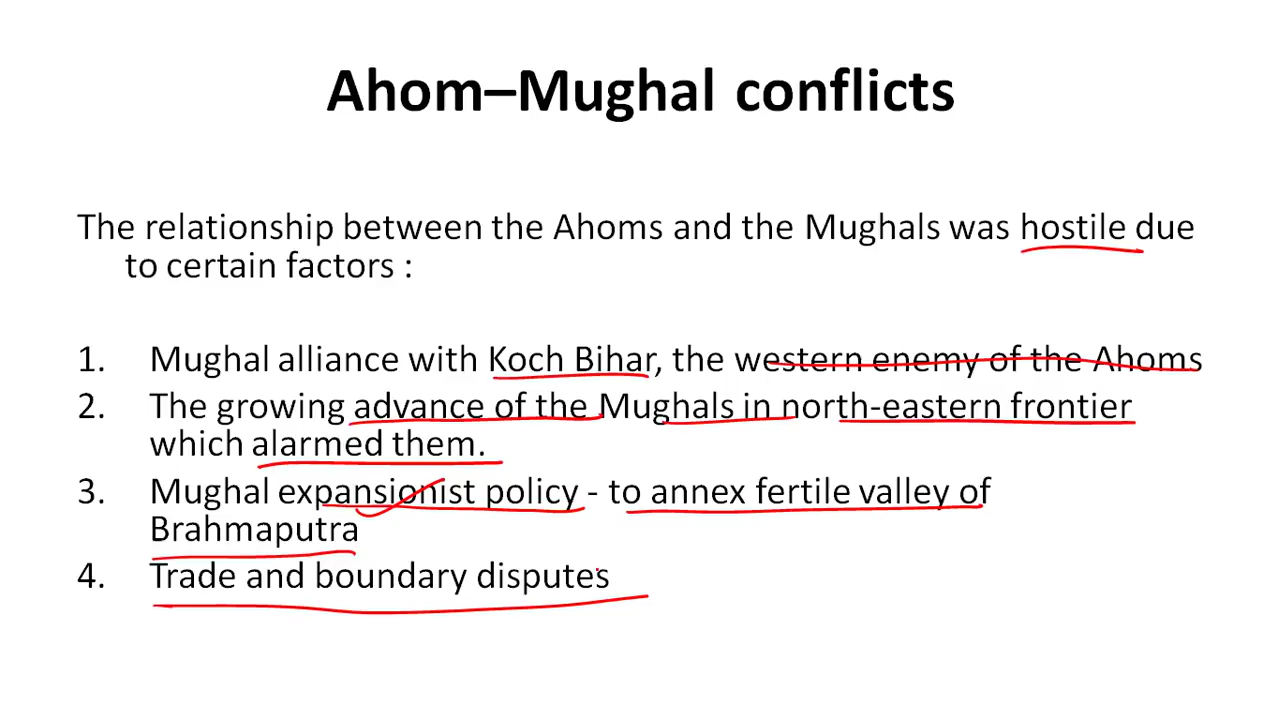 Ahom–Mughal conflicts
The relationship between the Ahoms and the Mughals was hostile due
to certain factors :
1. Mughal alliance with Koch Bihar, the western enemy of the Ahoms
2. The growing advance of the Mughals in north-eastern frontier
which alarmed them.
3. Mughal expansionist policy - to annex fertile valley of
Brahmaputra
4. Trade and boundary disputes